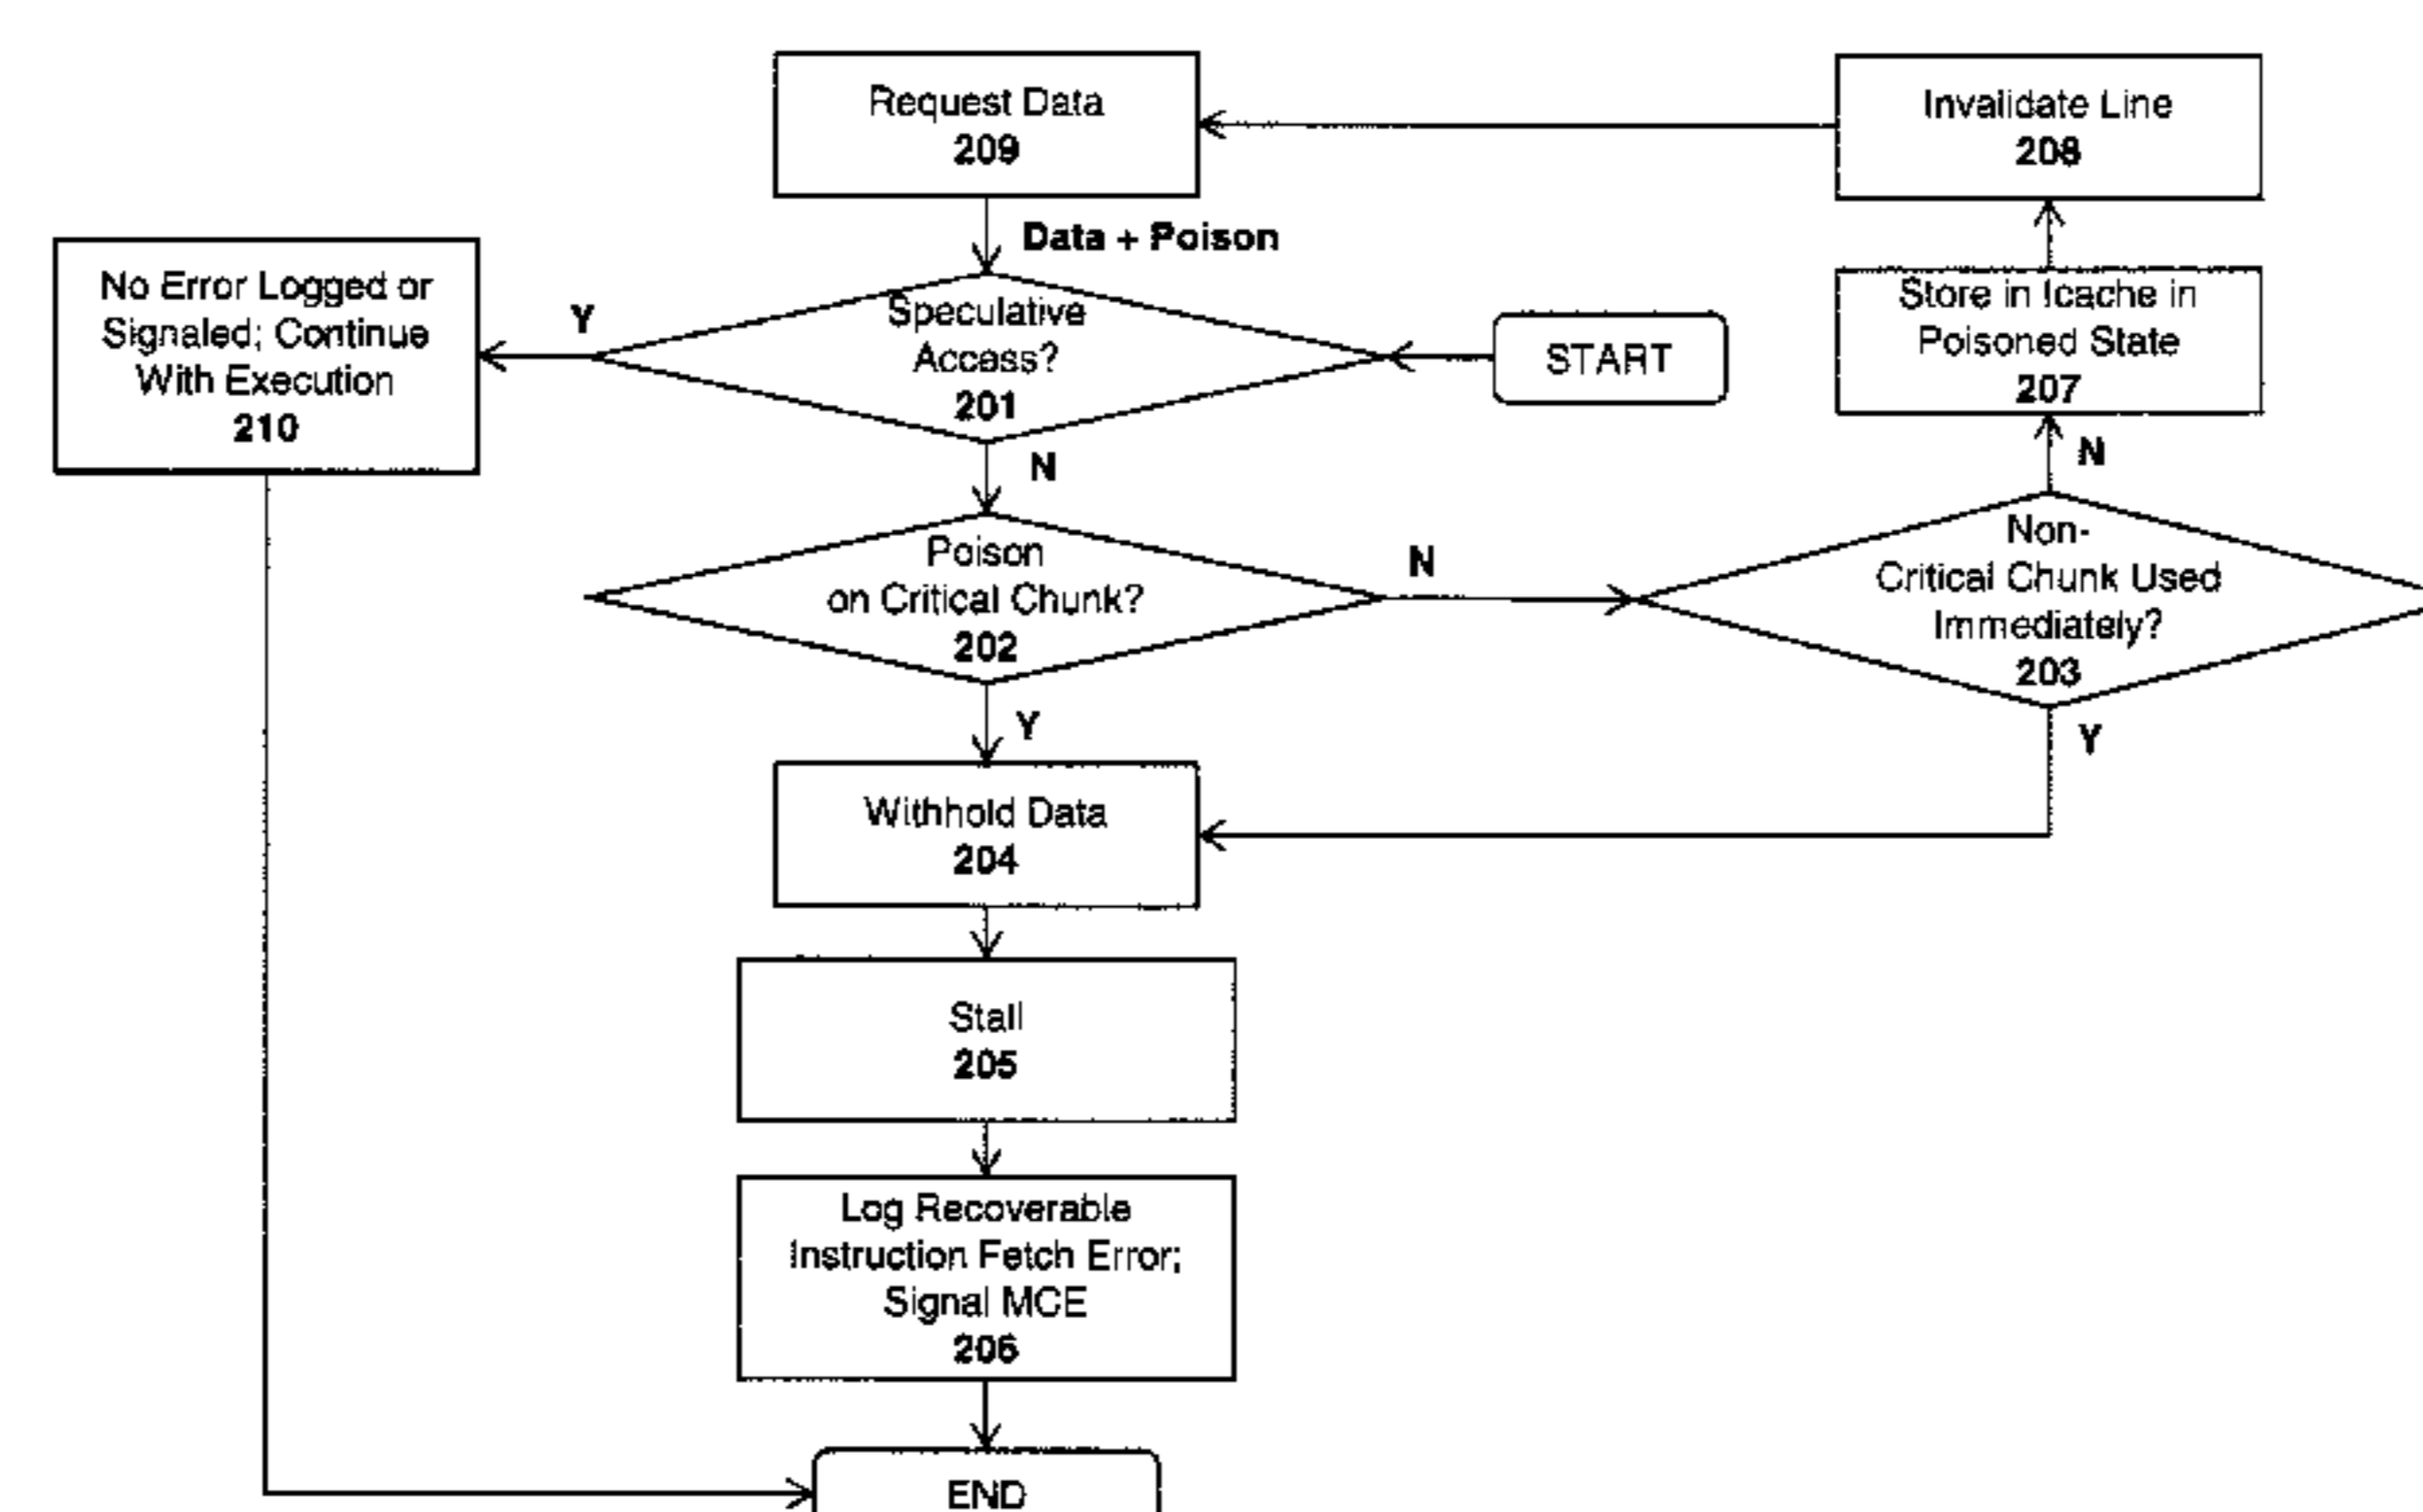 Request Data
209
Invalidate Line
208
Data + Poison
No Error Logged or
Signaled; Continue
With Execution
210
Y
Speculative
Access?
201
START
Store in Icache in
Poisoned State
207
N
N
Poison
on Critical Chunk?
202
N
Non-
Critical Chunk Used
Immediately?
203
Y
Y
Withhold Data
204
Stall
205
Log Recoverable
Instruction Fetch Error;
Signal MCE
206
END